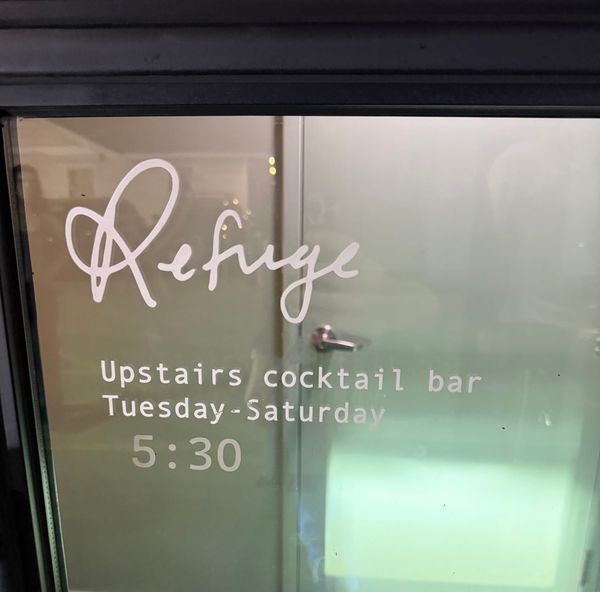 Refuge
Upstairs cocktail bar
Tuesday-Saturday
5:30